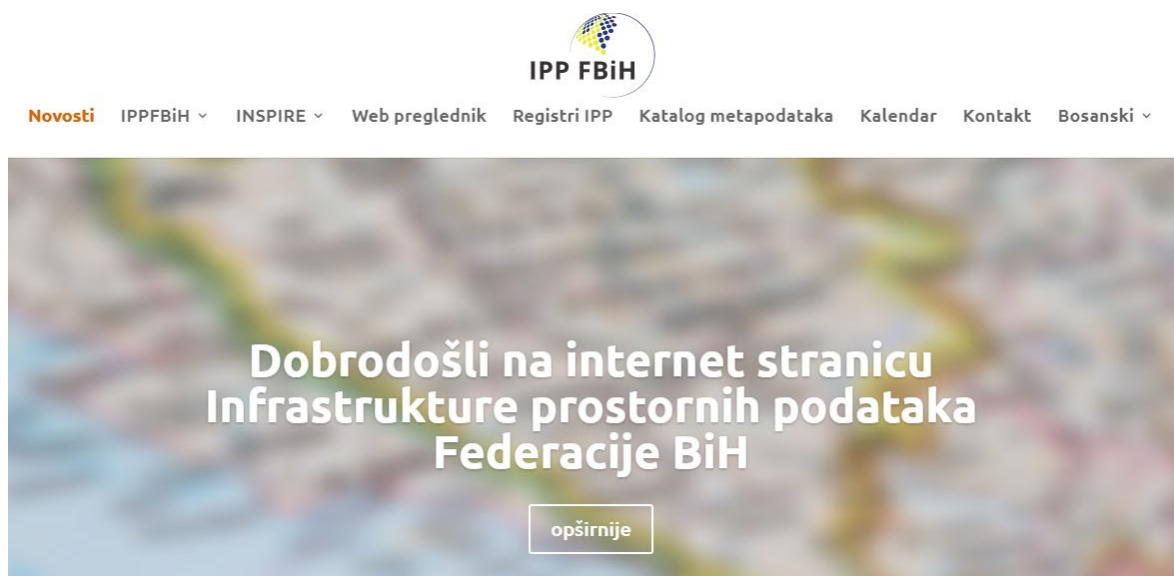 IPP FBiH
Novosti IPPFBiH INSPIRE Web preglednik Registri IPP Katalog metapodataka Kalendar Kontakt Bosanski
Dobrodošli na internet stranicu
Infrastrukture prostornih podataka
Federacije BiH
opširnije